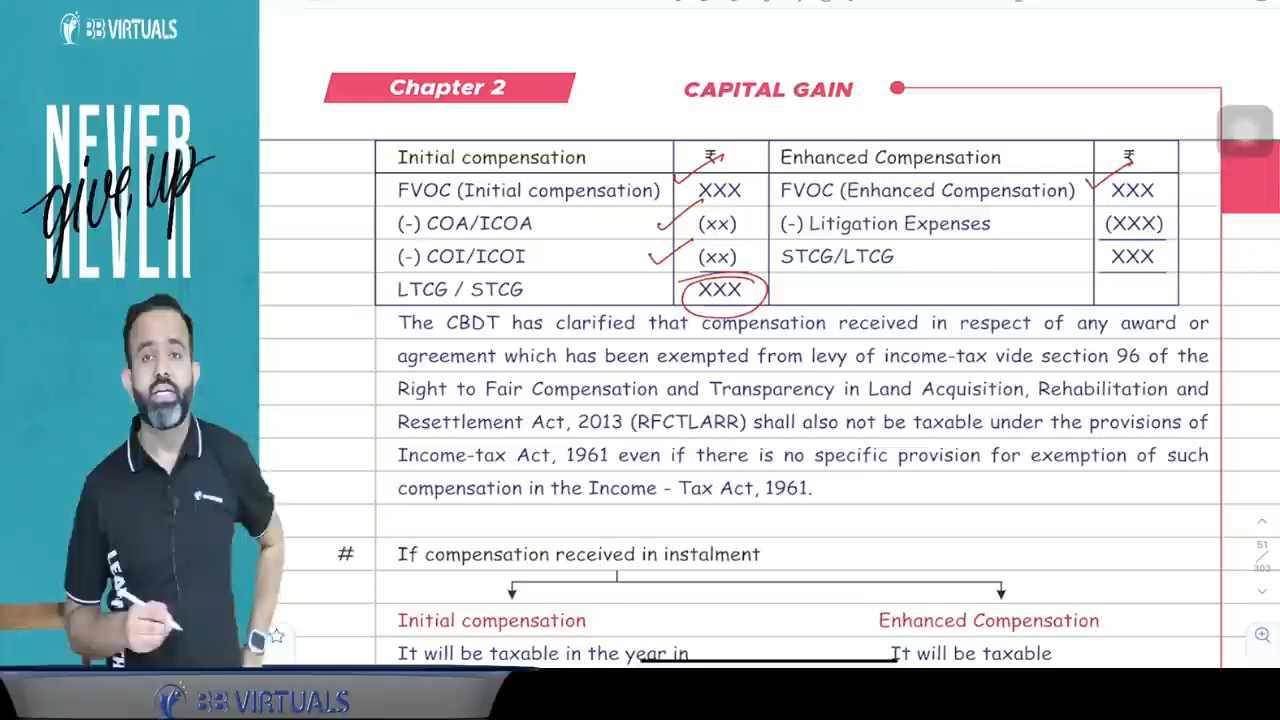 BB VIRTUALS
NEVER
give up
NEVER
Chapter 2
CAPITAL GAIN
Initial compensation ₹ Enhanced Compensation ₹
FVOC (Initial compensation) XXX FVOC (Enhanced Compensation) XXX
(-) COA/ICOA (xx) (-) Litigation Expenses (XXX)
(-) COI/ICOI (xx) STCG/LTCG XXX
LTCG / STCG XXX
The CBDT has clarified that compensation received in respect of any award or
agreement which has been exempted from levy of income-tax vide section 96 of the
Right to Fair Compensation and Transparency in Land Acquisition, Rehabilitation and
Resettlement Act, 2013 (RFCTLARR) shall also not be taxable under the provisions of
Income-tax Act, 1961 even if there is no specific provision for exemption of such
compensation in the Income - Tax Act, 1961.
# If compensation received in instalment
Initial compensation Enhanced Compensation
It will be taxable in the year in It will be taxable
51
303
BB VIRTUALS